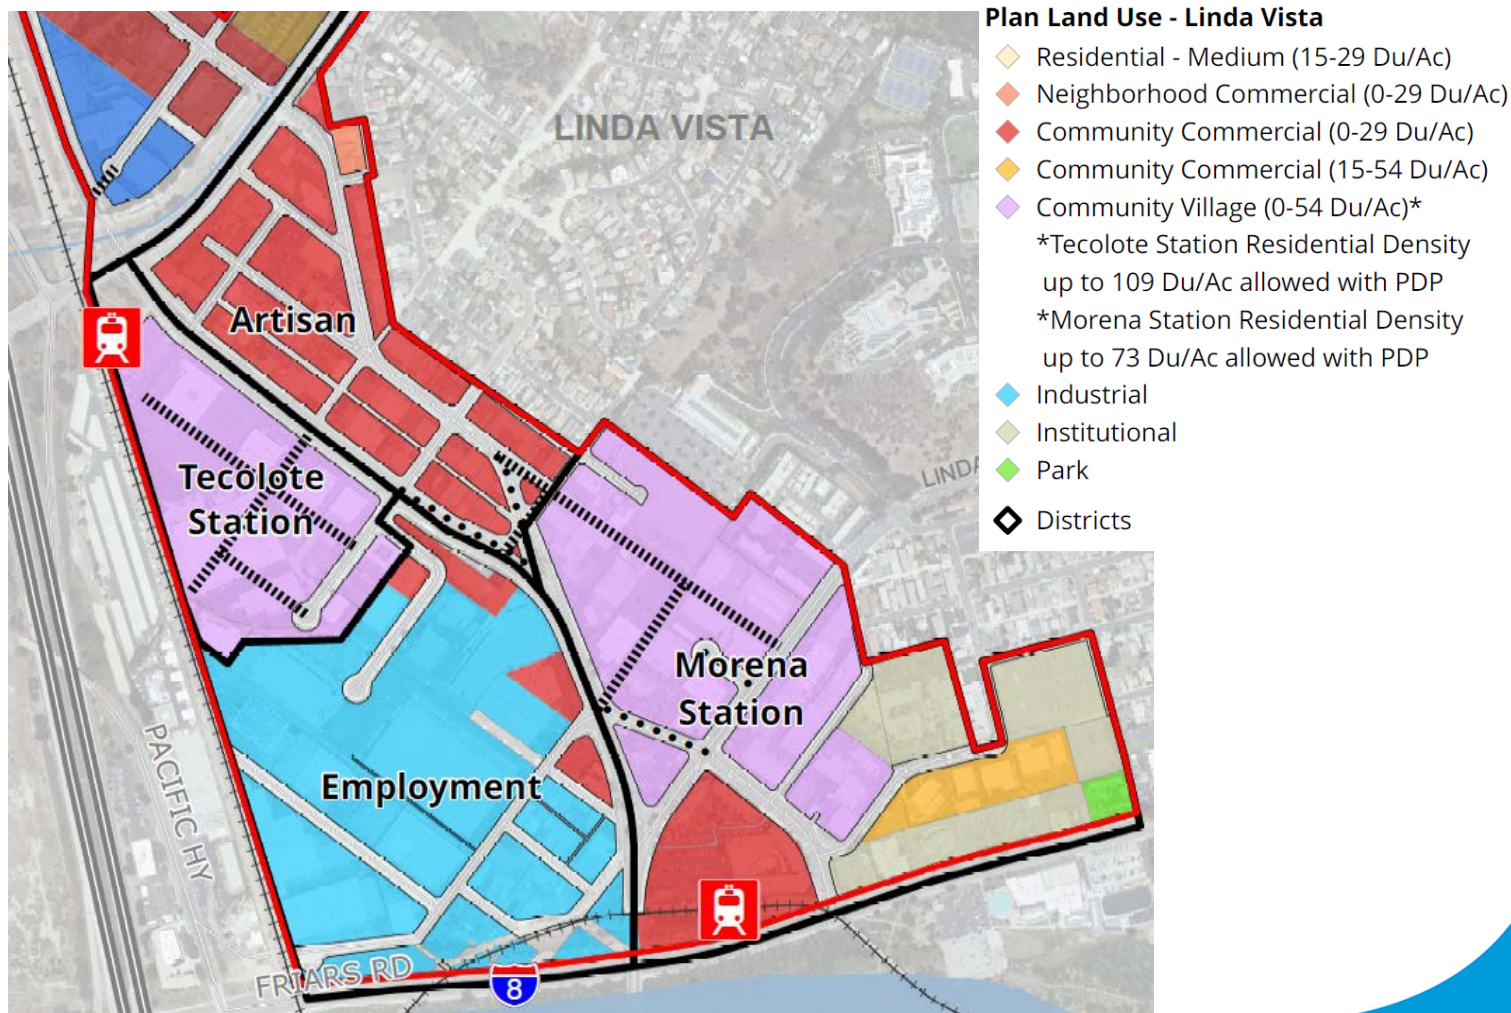 Plan Land Use - Linda Vista
Residential - Medium (15-29 Du/Ac)
Neighborhood Commercial (0-29 Du/Ac)
Community Commercial (0-29 Du/Ac)
Community Commercial (15-54 Du/Ac)
Community Village (0-54 Du/Ac)*
*Tecolote Station Residential Density
up to 109 Du/Ac allowed with PDP
*Morena Station Residential Density
up to 73 Du/Ac allowed with PDP
Industrial
Institutional
Park
Districts
LINDA VISTA
Artisan
LINDA
Tecolote
Station
Morena
Station
Employment
PACIFIC HY
FRIARS RD
8